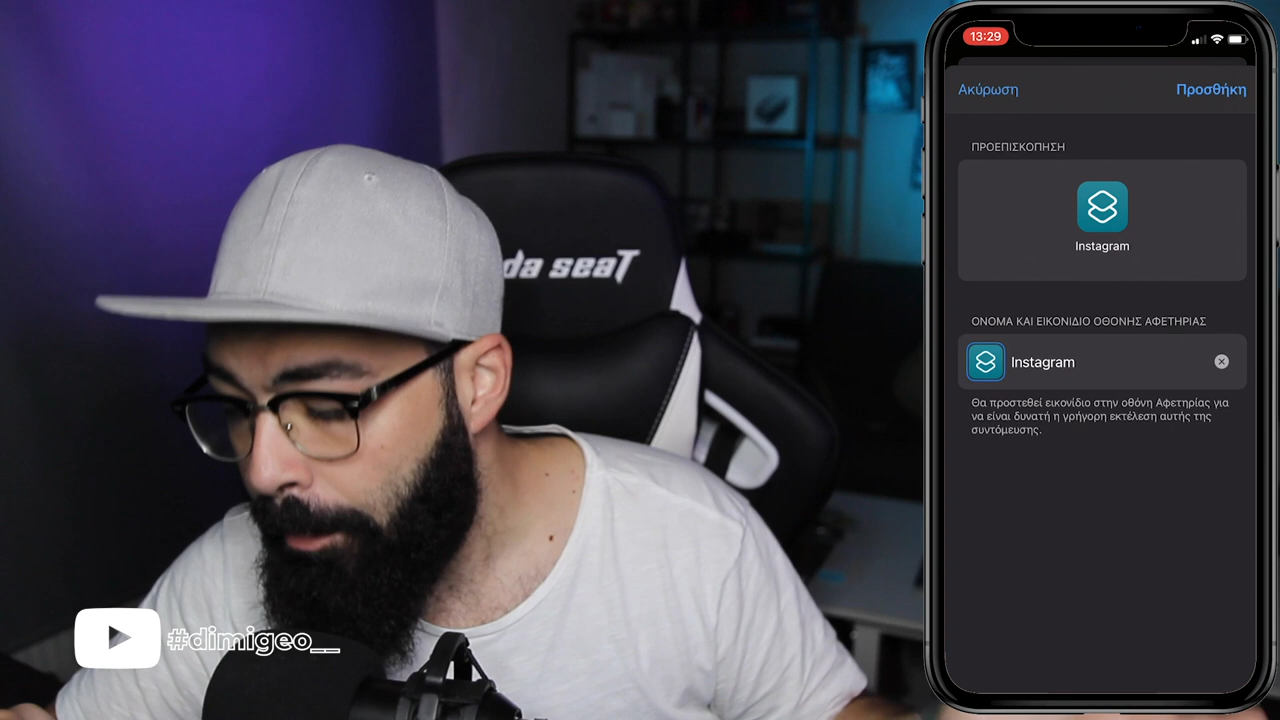 da seaT
#dimigeo__
13:29
Ακύρωση
Προσθήκη
ΠΡΟΕΠΙΣΚΟΠΗΣΗ
Instagram
ΟΝΟΜΑ ΚΑΙ ΕΙΚΟΝΙΔΙΟ ΟΘΟΝΗΣ ΑΦΕΤΗΡΙΑΣ
Instagram
Θα προστεθεί εικονίδιο στην οθόνη Αφετηρίας για
να είναι δυνατή η γρήγορη εκτέλεση αυτής της
συντόμευσης.